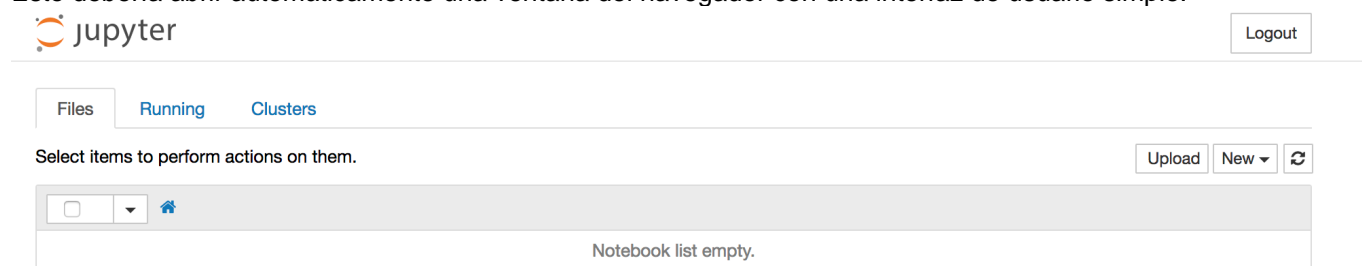 Esto debería abrir automáticamente una ventana del navegador con una interfaz de usuario simple:
jupyter
Logout
Files Running Clusters
Select items to perform actions on them.
Upload New
Notebook list empty.